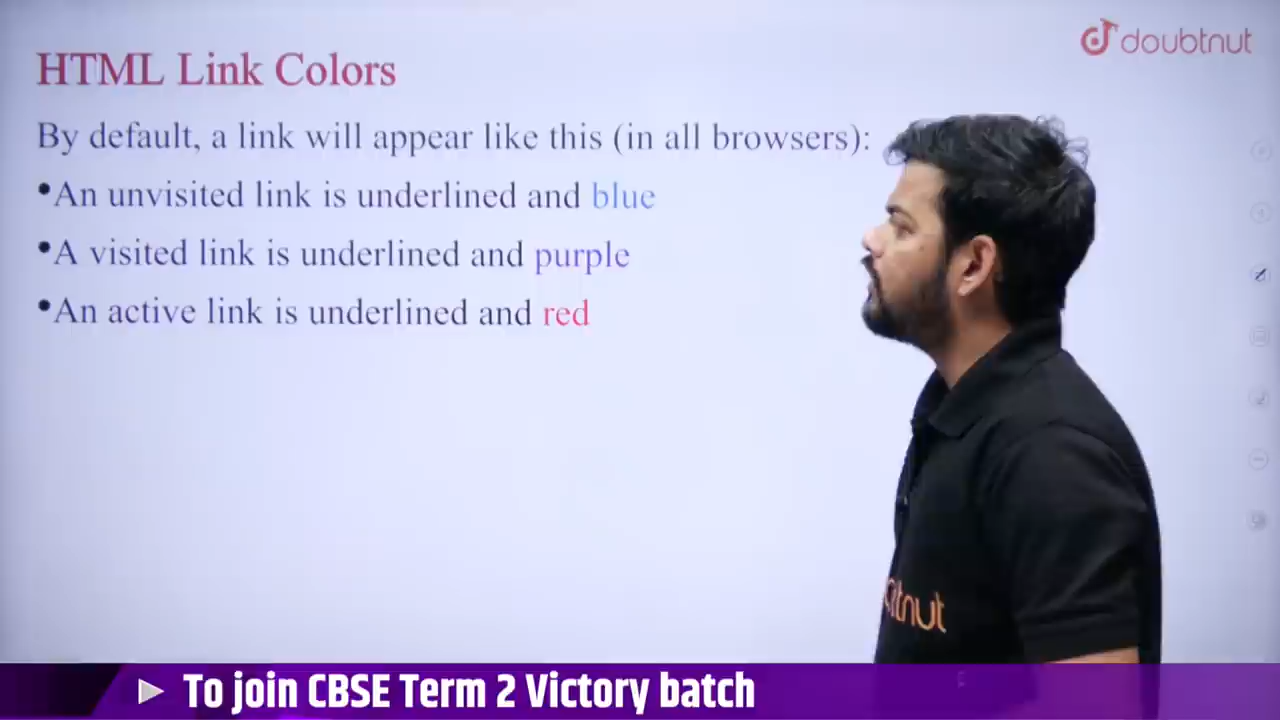 HTML Link Colors
doubtnut
By default, a link will appear like this (in all browsers):
•An unvisited link is underlined and blue
•A visited link is underlined and purple
•An active link is underlined and red
To join CBSE Term 2 Victory batch